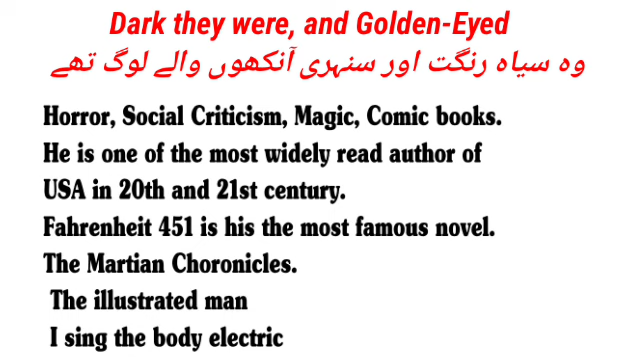 Dark they were, and Golden-Eyed
وہ سیاہ رنگت اور سنہری آنکھوں والے لوگ تھے
Horror, Social Criticism, Magic, Comic books.
He is one of the most widely read author of
USA in 20th and 21st century.
Fahrenheit 451 is his the most famous novel.
The Martian Choronicles.
The illustrated man
I sing the body electric